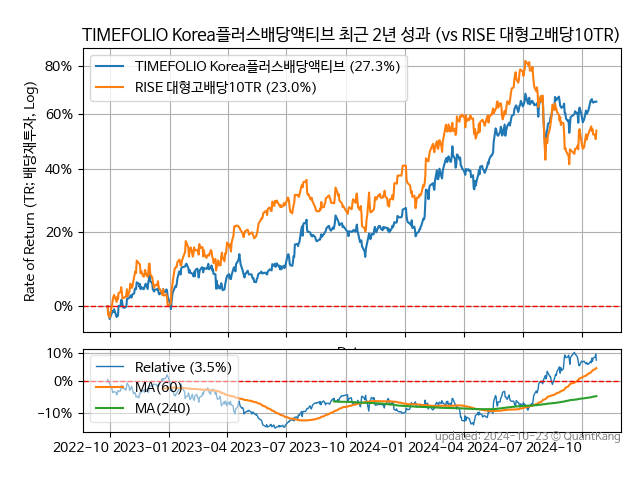 TIMEFOLIO Korea플러스배당액티브 최근 2년 성과 (vs RISE 대형고배당10TR)
Rate of Return (TR: 배당재투자, Log)
80%
60%
40%
20%
0%
TIMEFOLIO Korea플러스배당액티브 (27.3%)
RISE 대형고배당10TR (23.0%)
10%
0%
−10%
Relative (3.5%)
MA(60)
MA(240)
updated: 2024-10-23 © QuantKang
2022-10 2023-01 2023-04 2023-07 2023-10 2024-01 2024-04 2024-07 2024-10